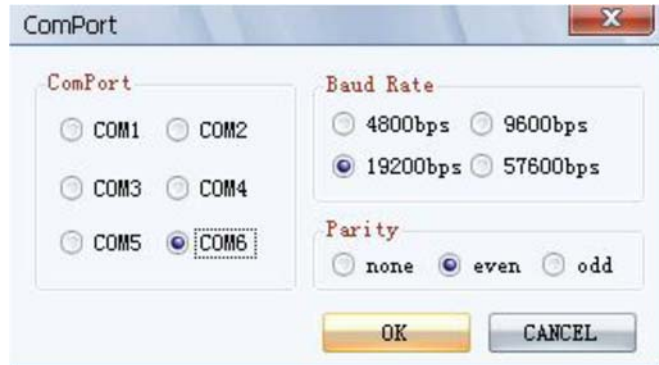 ComPort
ComPort
COM1 COM2
COM3 COM4
COM5 COM6
Baud Rate
4800bps 9600bps
19200bps 57600bps
Parity
none even odd
OK CANCEL